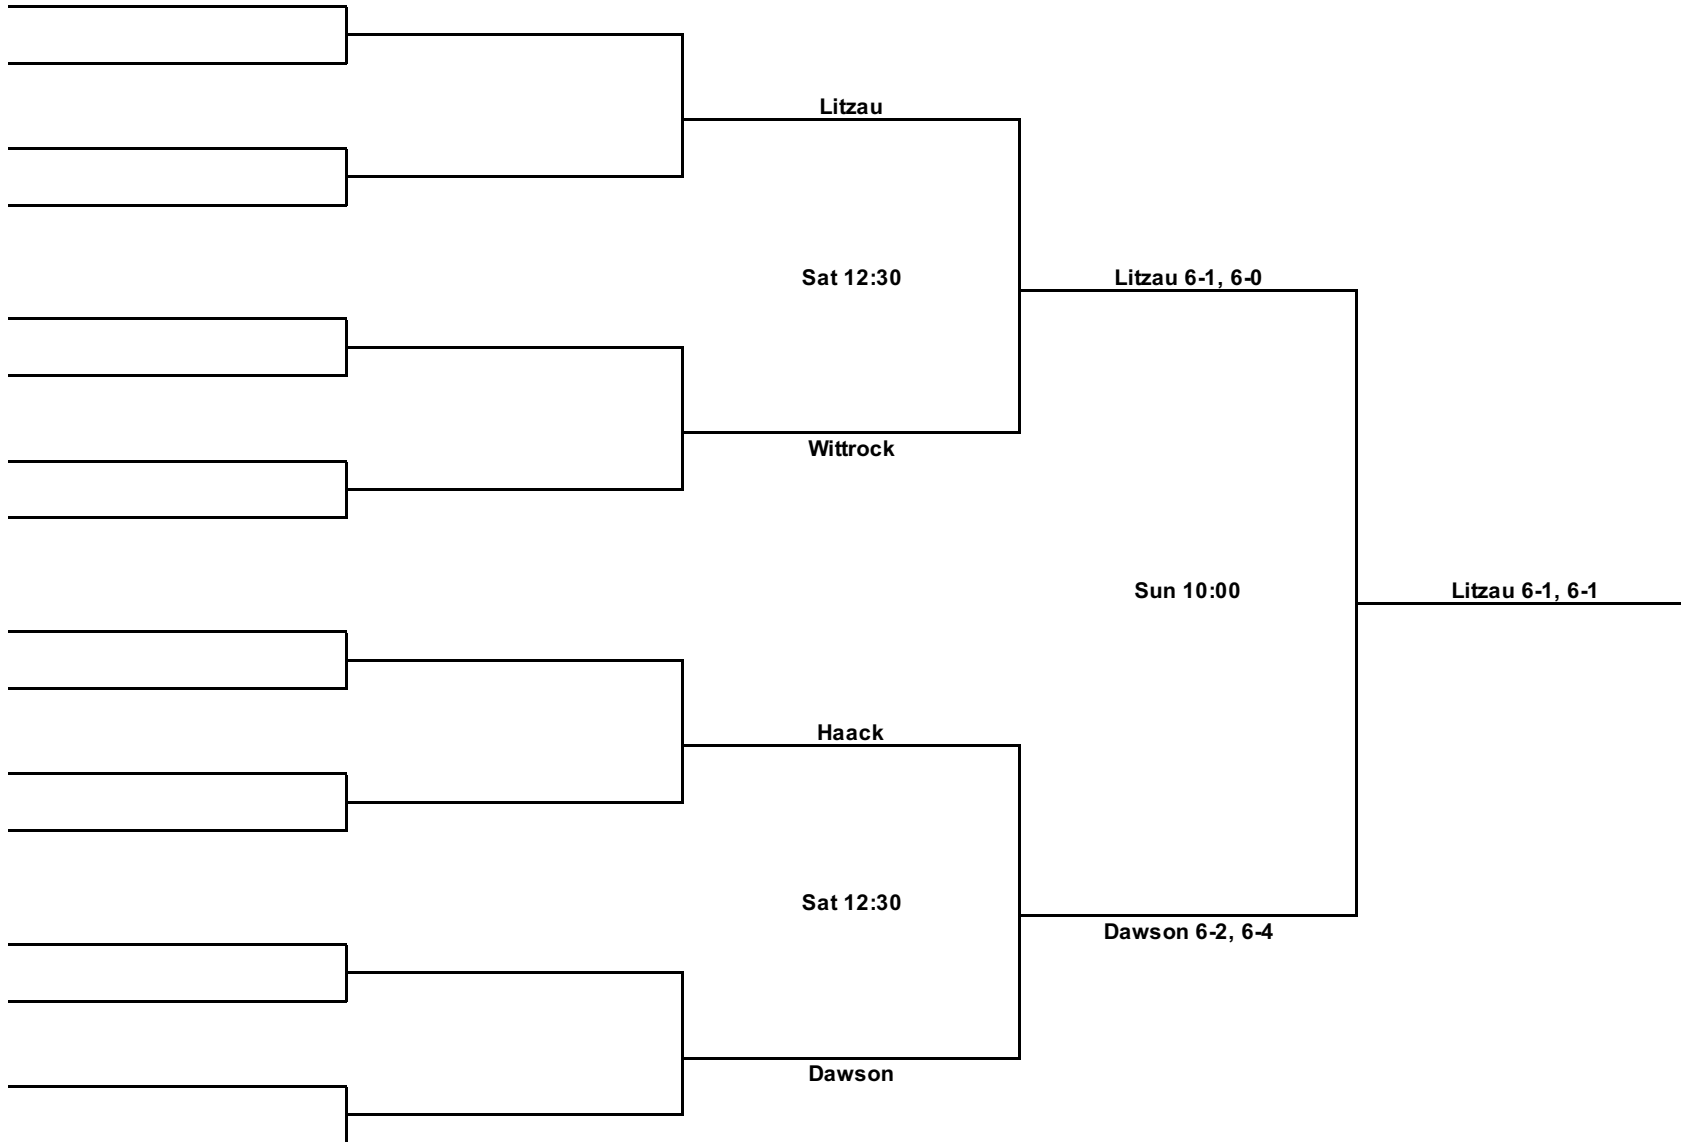 Litzau
Sat 12:30
Litzau 6-1, 6-0
Wittrock
Sun 10:00
Litzau 6-1, 6-1
Haack
Sat 12:30
Dawson 6-2, 6-4
Dawson